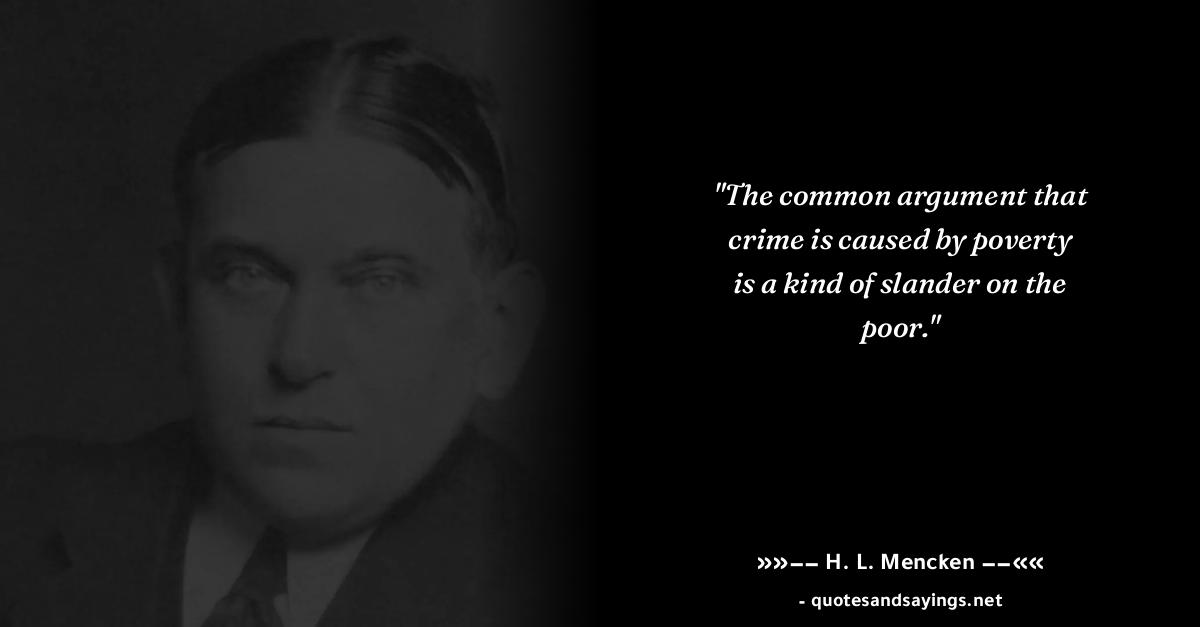 "The common argument that
crime is caused by poverty
is a kind of slander on the
poor."
»»–– H. L. Mencken ––««
- quotesandsayings.net